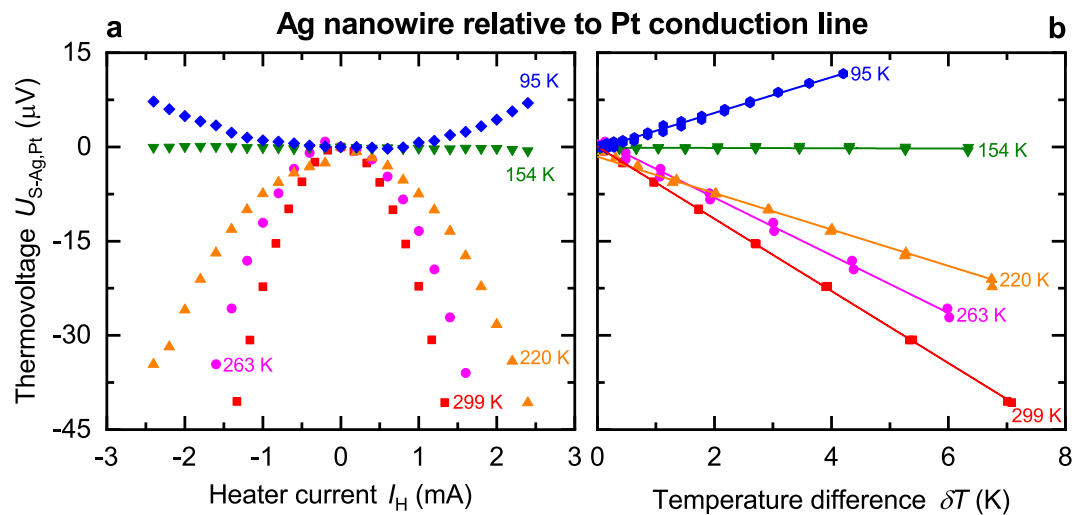 Ag nanowire relative to Pt conduction line
a
b
Thermovoltage U_S-Ag,Pt (μV)
15
0
-15
-30
-45
95 K
154 K
220 K
263 K
299 K
-3 -2 -1 0 1 2 3
Heater current I_H (mA)
95 K
154 K
220 K
263 K
299 K
0 2 4 6 8
Temperature difference δT (K)